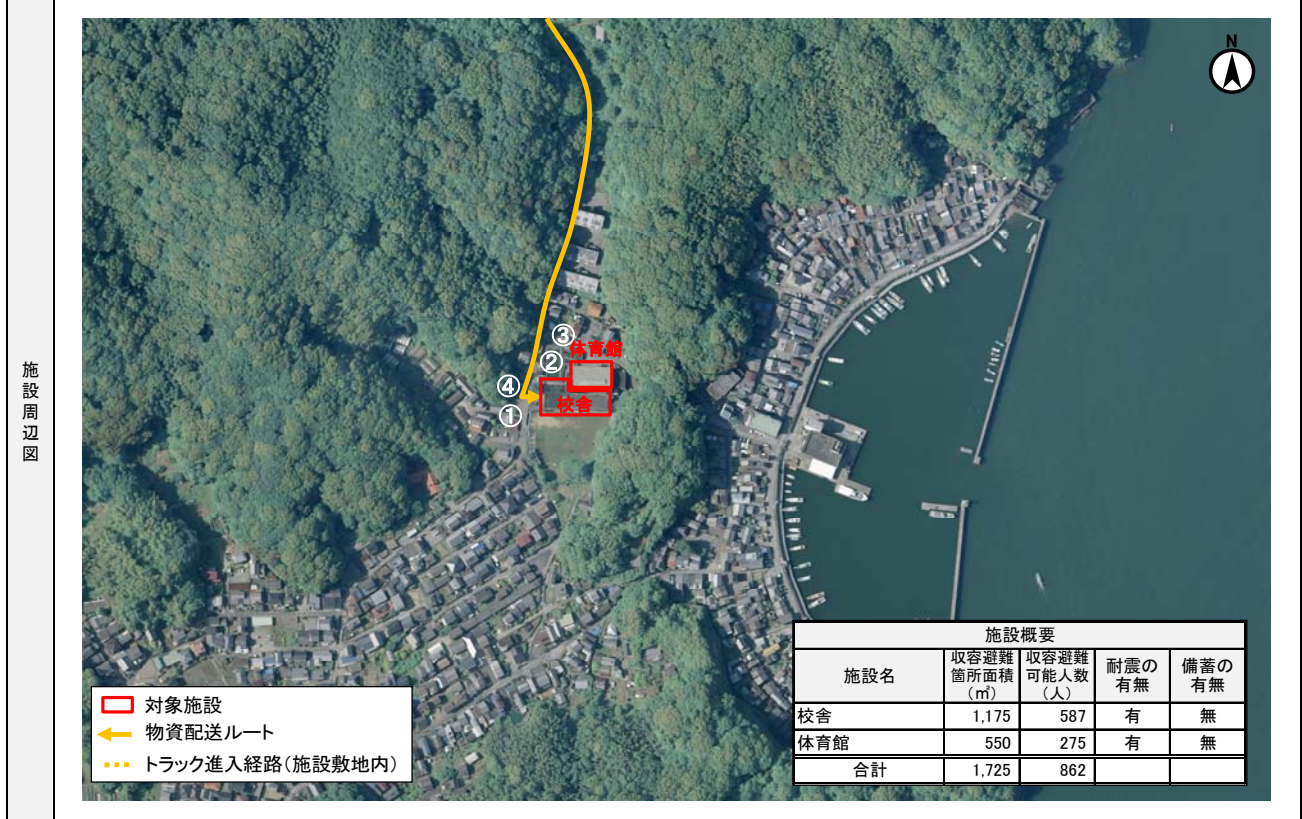 施設周辺図
N
③
体育館
②
④
校舎
①
対象施設
物資配送ルート
トラック進入経路(施設敷地内)
施設概要
施設名 収容避難箇所面積(㎡) 収容避難可能人数(人) 耐震の有無 備蓄の有無
校舎 1,175 587 有 無
体育館 550 275 有 無
合計 1,725 862